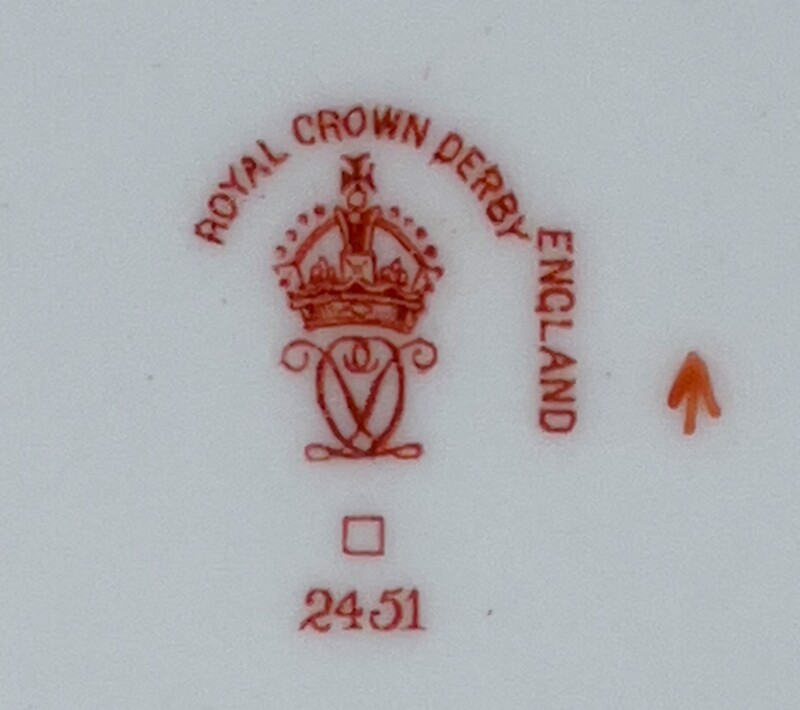 ROYAL CROWN DERBY
ENGLAND
2451